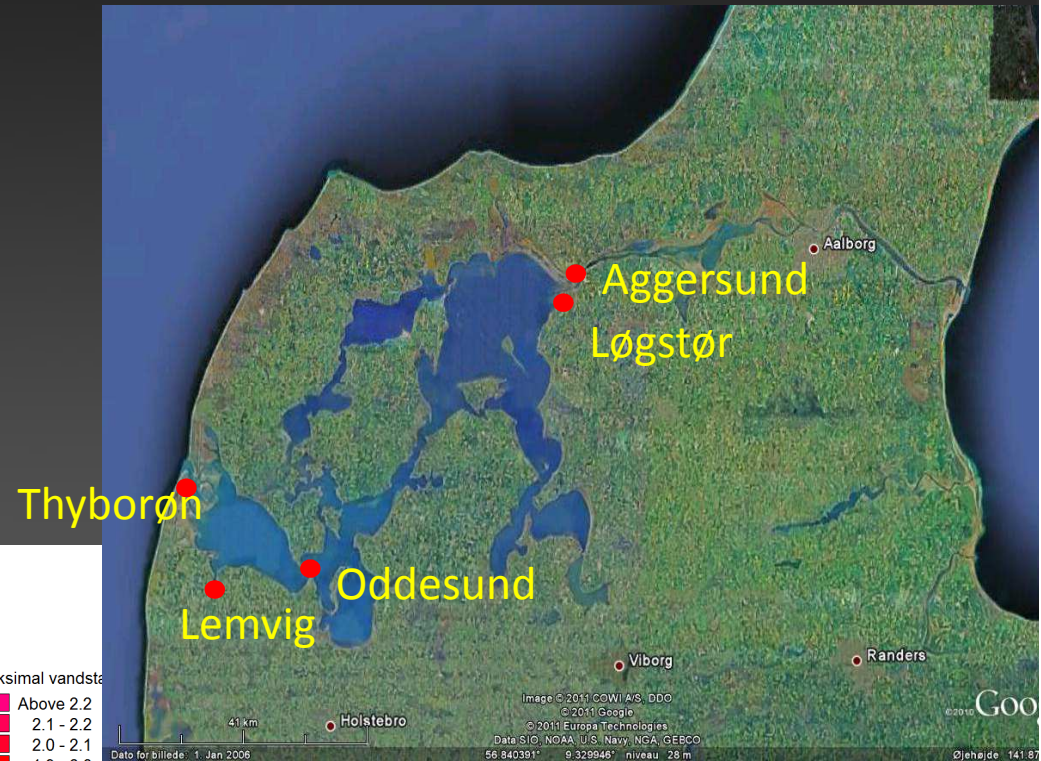 Aalborg
Aggersund
Løgstør
Thyborøn
Oddesund
Lemvig
Viborg
Randers
Holstebro
41 km
Image © 2011 COWI A/S, DDO
© 2011 Google
© 2011 Europa Technologies
Data SIO, NOAA, U.S. Navy, NGA, GEBCO
©2010 Goo
Dato for billede: 1. Jan 2006
56.840391° 9.329946° niveau 28 m
Øjehøjde 141.87
ksimal vandsta
Above 2.2
2.1 - 2.2
2.0 - 2.1